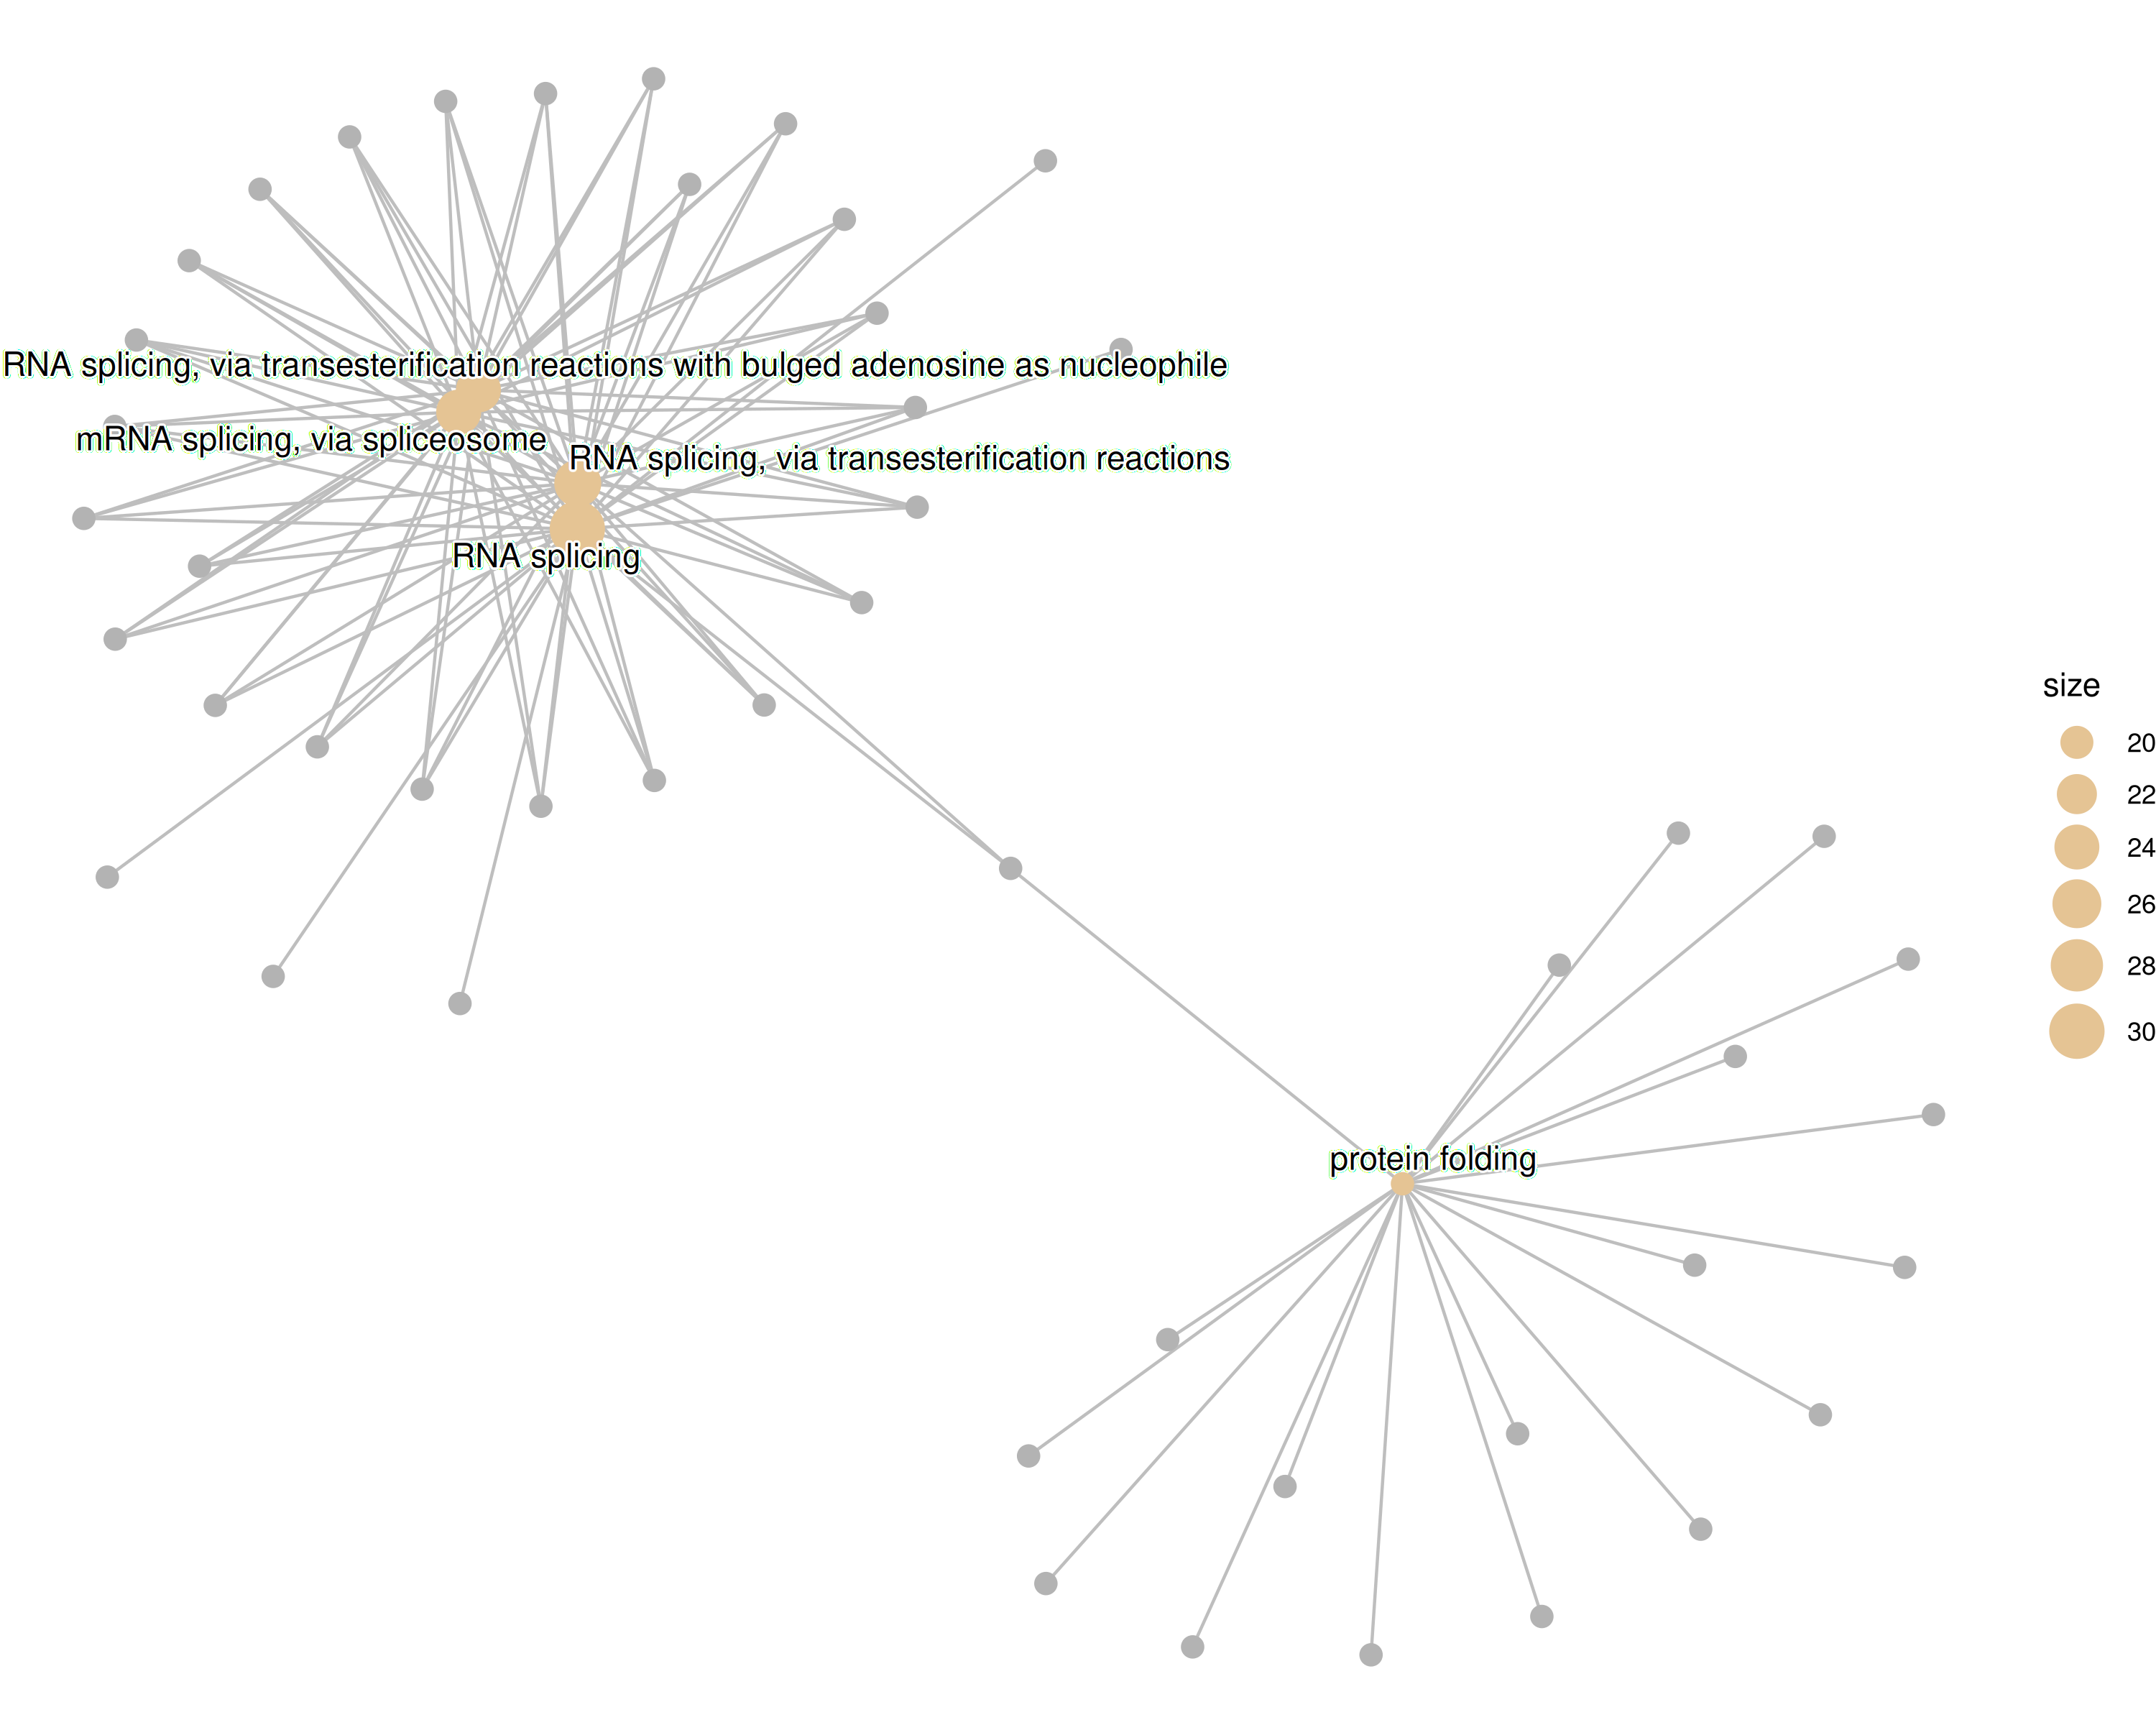 RNA splicing, via transesterification reactions with bulged adenosine as nucleophile
mRNA splicing, via spliceosome
RNA splicing, via transesterification reactions
RNA splicing
protein folding
size
20
22
24
26
28
30